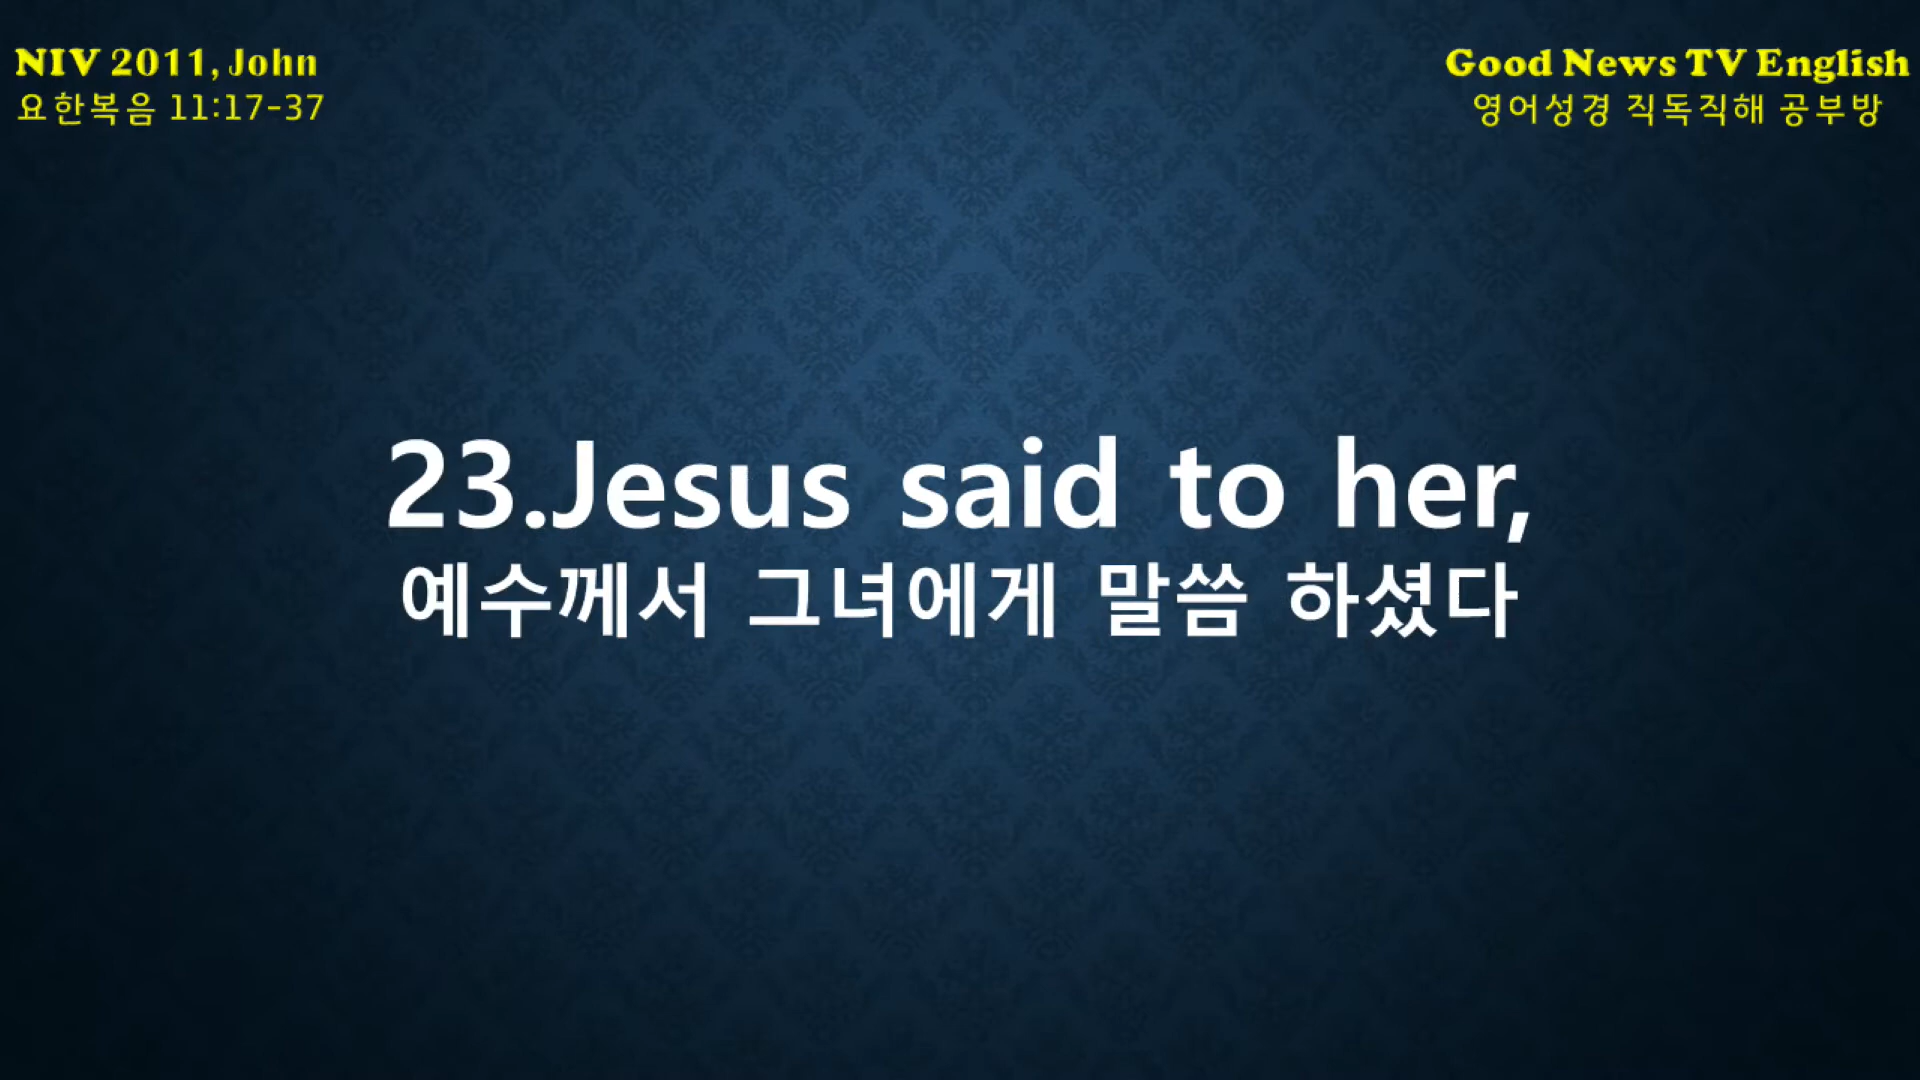 NIV 2011, John
요한복음 11:17-37
Good News TV English
영어성경 직독직해 공부방
23.Jesus said to her,
예수께서 그녀에게 말씀 하셨다